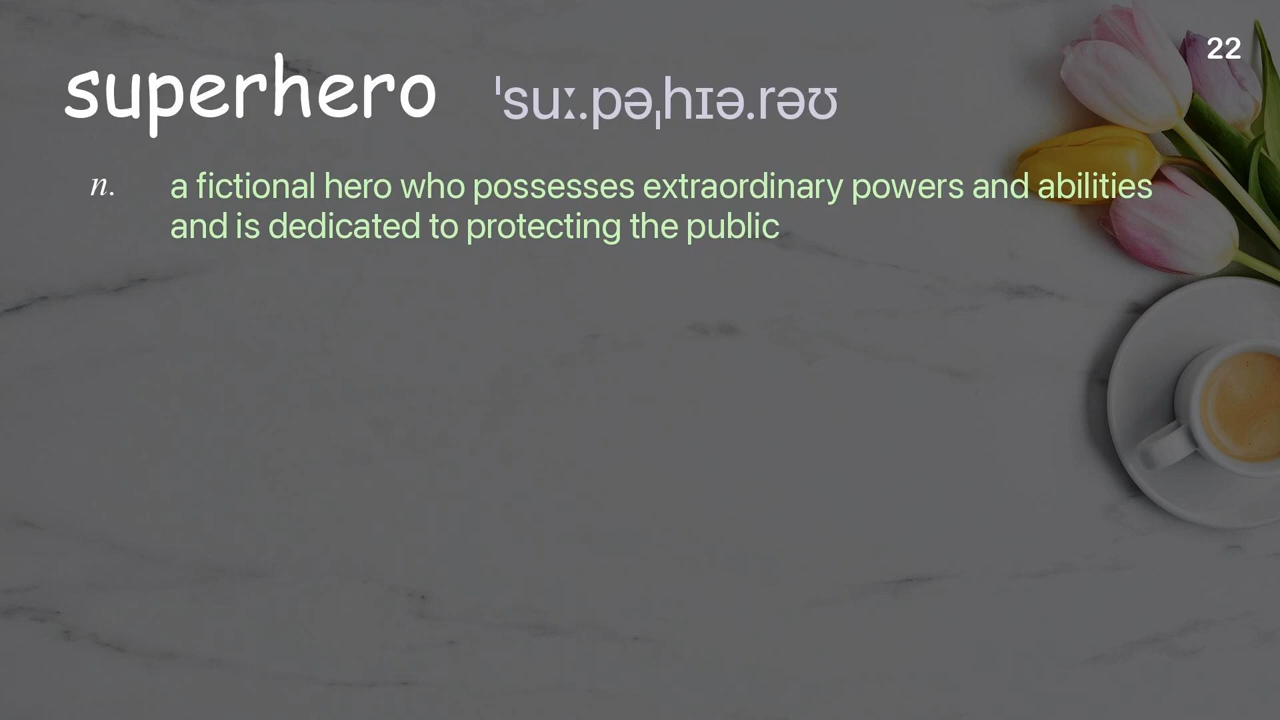 22
superhero ˈsuː.pəˌhɪə.rəʊ
n. a fictional hero who possesses extraordinary powers and abilities
and is dedicated to protecting the public